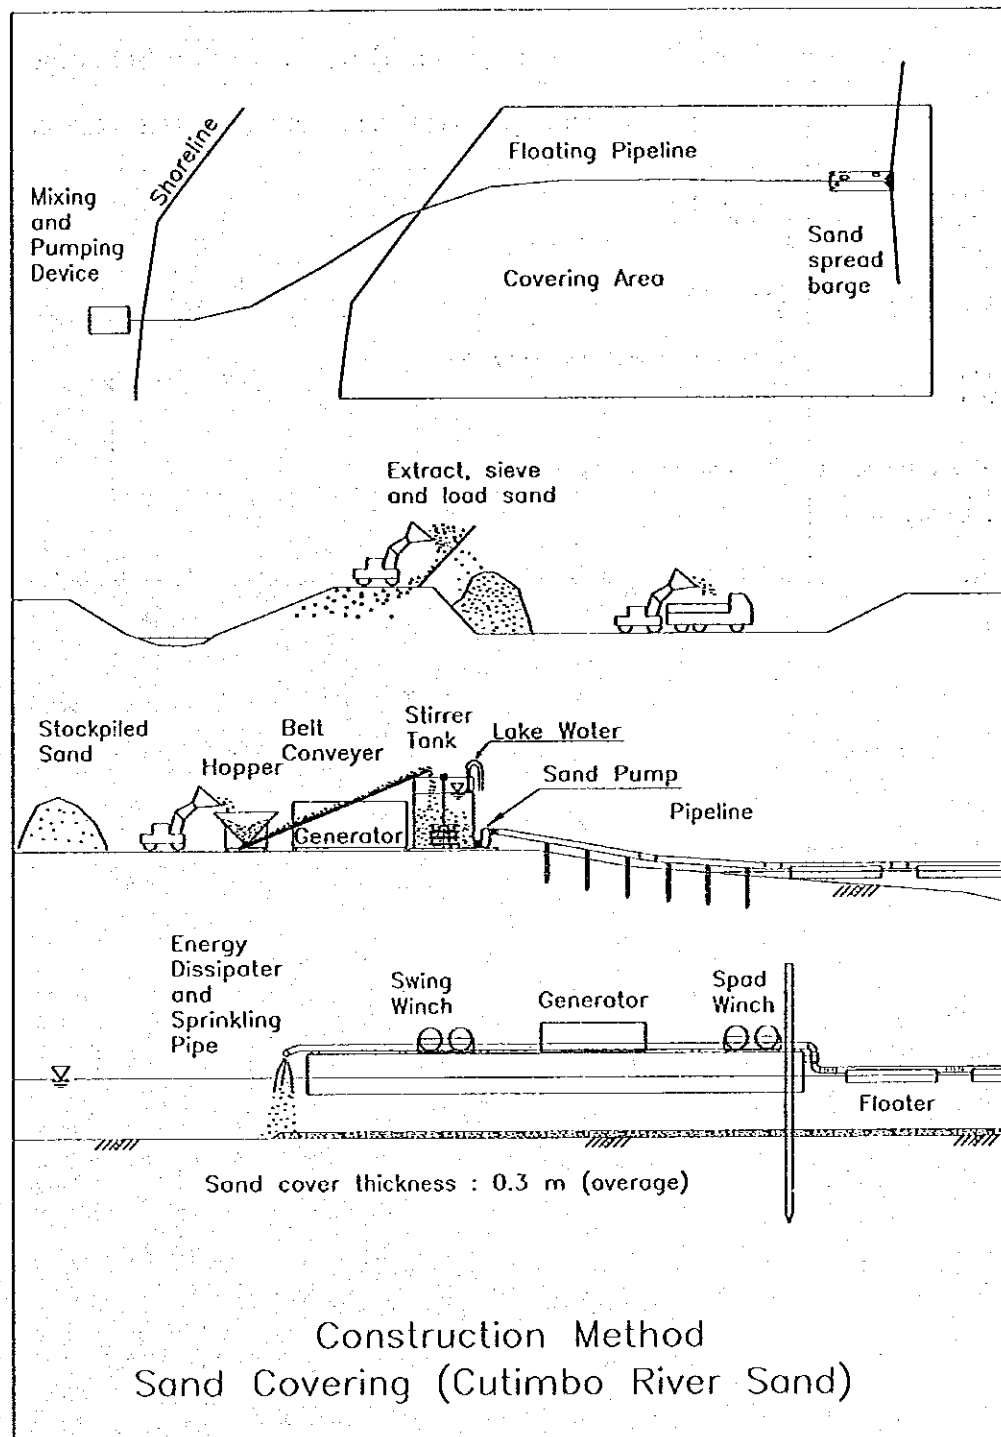 Shoreline
Floating Pipeline
Mixing
and
Pumping
Device
Sand
spread
barge
Covering Area
Extract, sieve
and load sand
Stockpiled
Sand
Hopper
Belt
Conveyer
Stirrer
Tank
Lake Water
Sand Pump
Pipeline
Generator
Energy
Dissipater
and
Sprinkling
Pipe
Swing
Winch
Generator
Spad
Winch
Floater
Sand cover thickness : 0.3 m (average)
Construction Method
Sand Covering (Cutimbo River Sand)